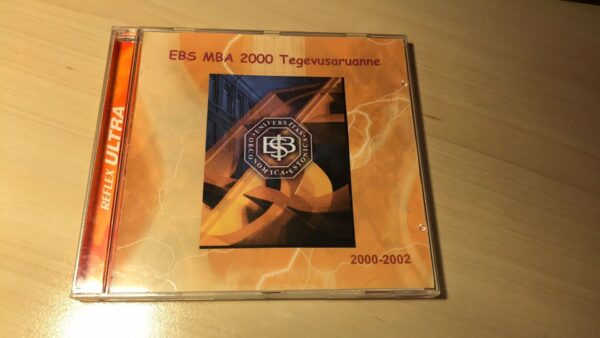 EBS MBA 2000 Tegevusaruanne
REFLEX ULTRA
UNIVERSITAS
OECONOMICA • ESTONICA
EBS
2000-2002